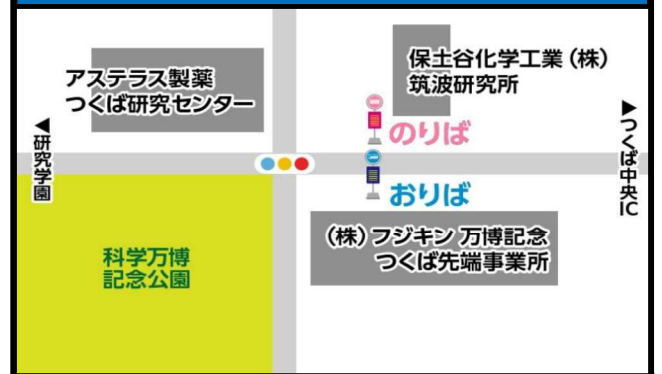 アステラス製薬
つくば研究センター
保土谷化学工業（株）
筑波研究所
◀研究学園
のりば
▶つくば中央IC
おりば
（株）フジキン 万博記念
つくば先端事業所
科学万博
記念公園